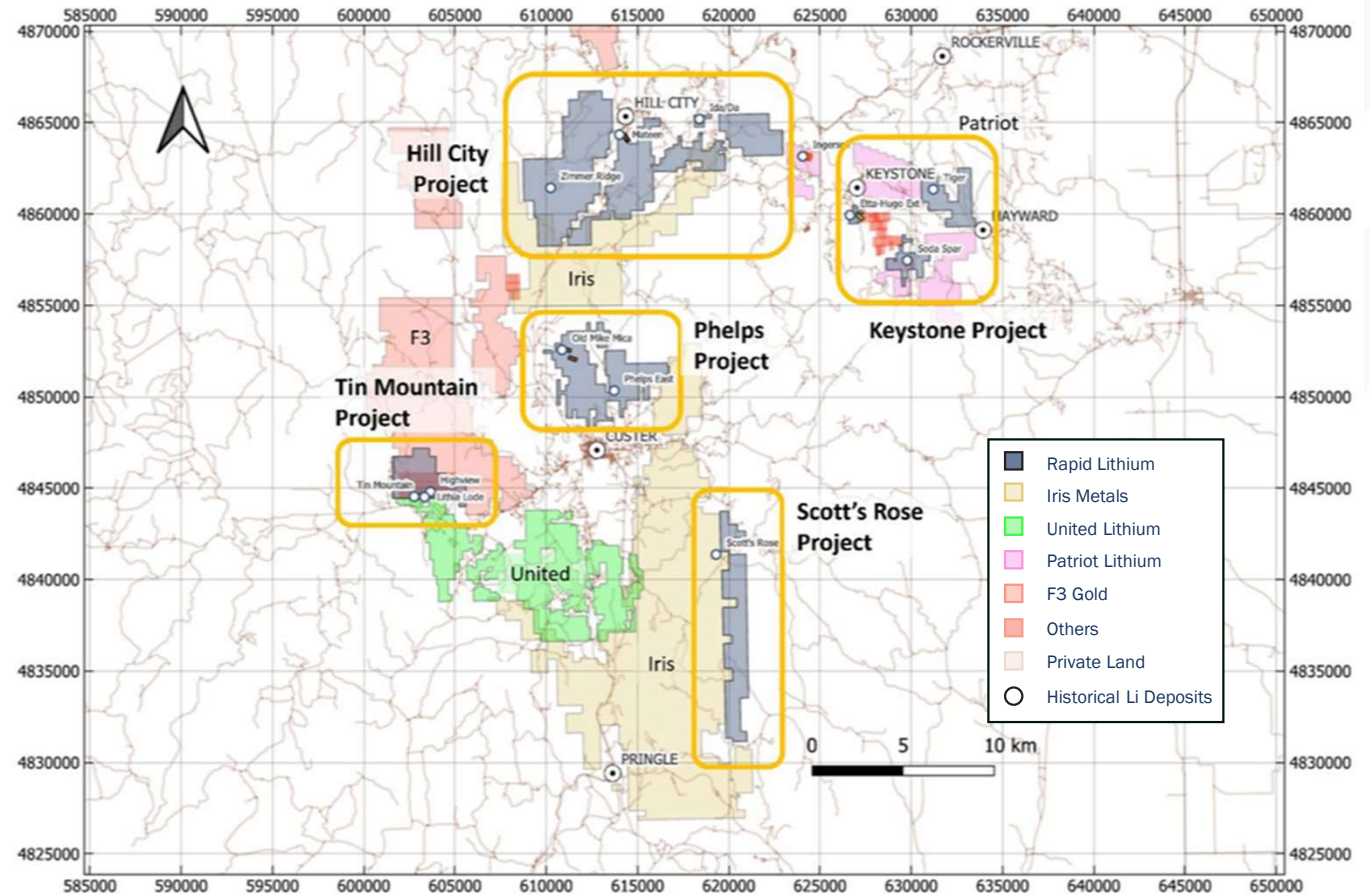 585000 590000 595000 600000 605000 610000 615000 620000 625000 630000 635000 640000 645000 650000
4870000 4870000
ROCKERVILLE
HILL CITY
Ida/Da
4865000 4865000
Patriot
Mateen
Hill City
Project
Zimmer Ridge
KEYSTONE
Tiger
Etta-Hugo Ext
4860000 4860000
HAYWARD
Soda Spar
Iris
4855000 4855000
Keystone Project
F3
Phelps
Project
Old Mike Mica
Phelps East
Tin Mountain
Project
4850000 4850000
CUSTER
4845000 4845000
Tin Mountain
Highview
Lithia Lode
Scott's Rose
Project
Scott's Rose
4840000 4840000
United
4835000 4835000
Iris
4830000 4830000
PRINGLE
Rapid Lithium
Iris Metals
United Lithium
Patriot Lithium
F3 Gold
Others
Private Land
Historical Li Deposits
0 5 10 km
4825000 4825000
585000 590000 595000 600000 605000 610000 615000 620000 625000 630000 635000 640000 645000 650000